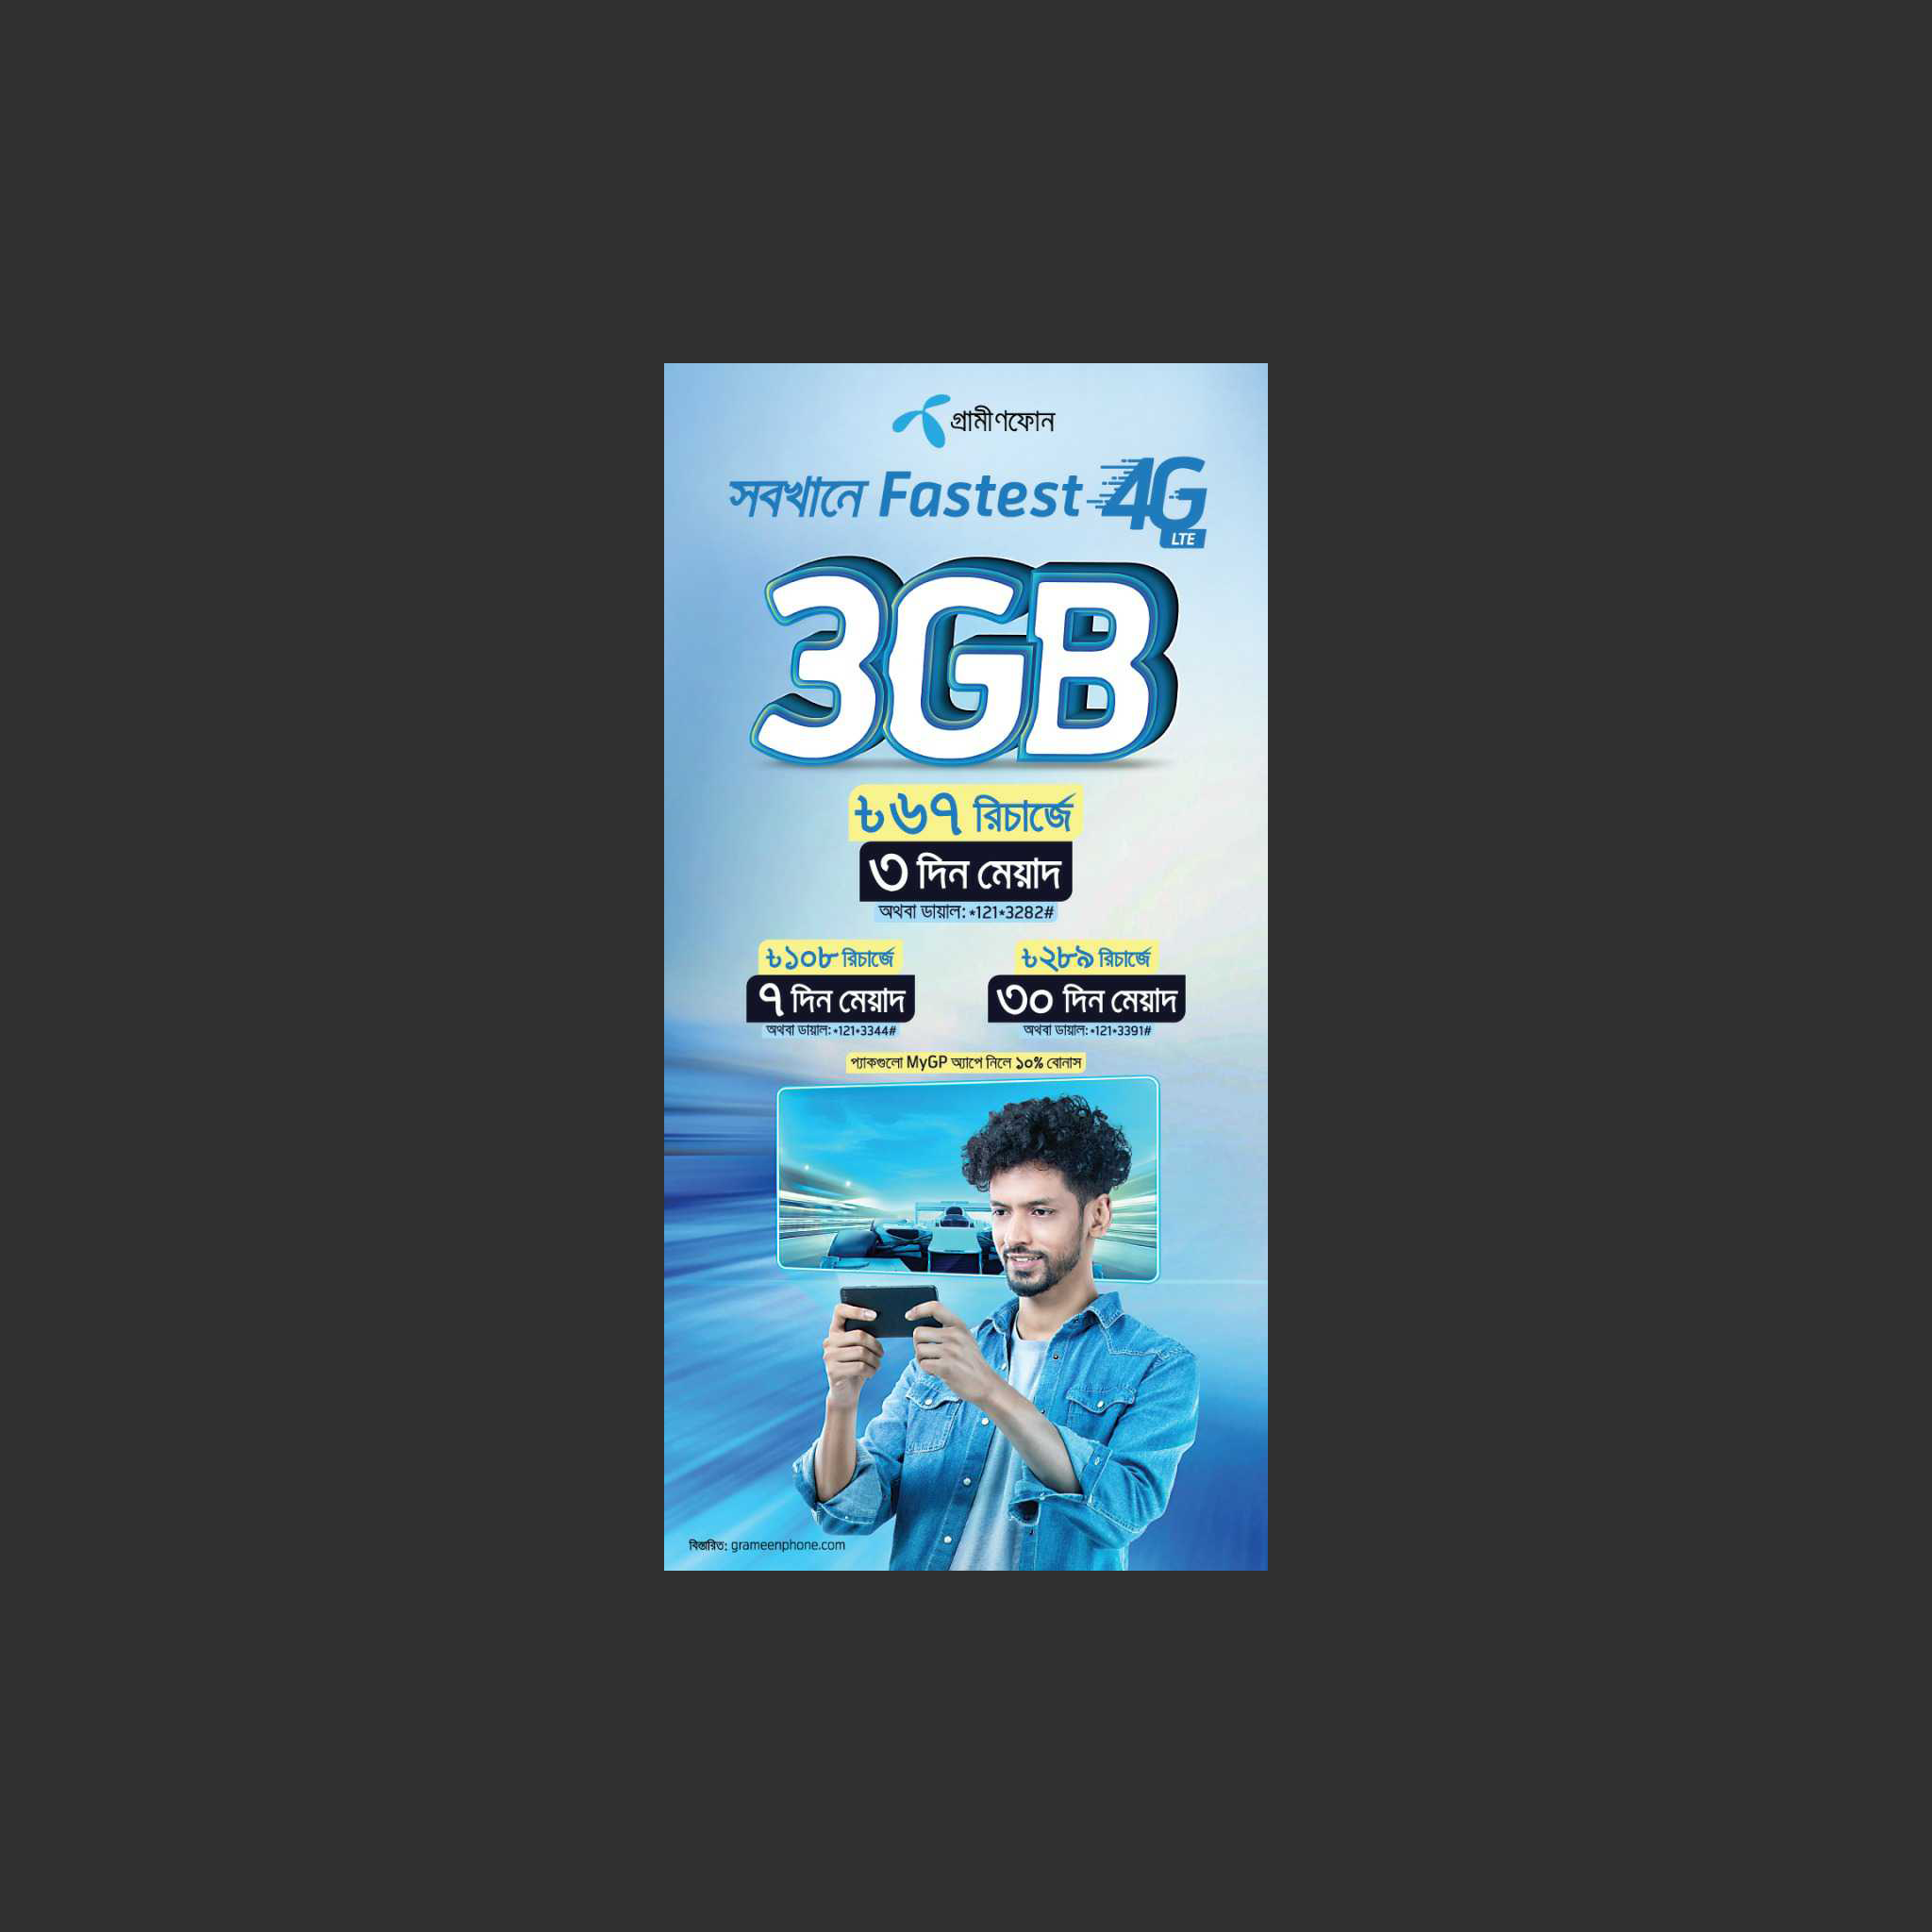 গ্রামীণফোন
সবখানে Fastest 4G
LTE
3GB
৳৬৭ রিচার্জে
৩ দিন মেয়াদ
অথবা ডায়াল: *121*3282#
৳১০৮ রিচার্জে
৭ দিন মেয়াদ
অথবা ডায়াল: *121*3344#
৳২৮৯ রিচার্জে
৩০ দিন মেয়াদ
অথবা ডায়াল: *121*3391#
প্যাকগুলো MyGP অ্যাপে নিলে ১০% বোনাস
বিস্তারিত: grameenphone.com